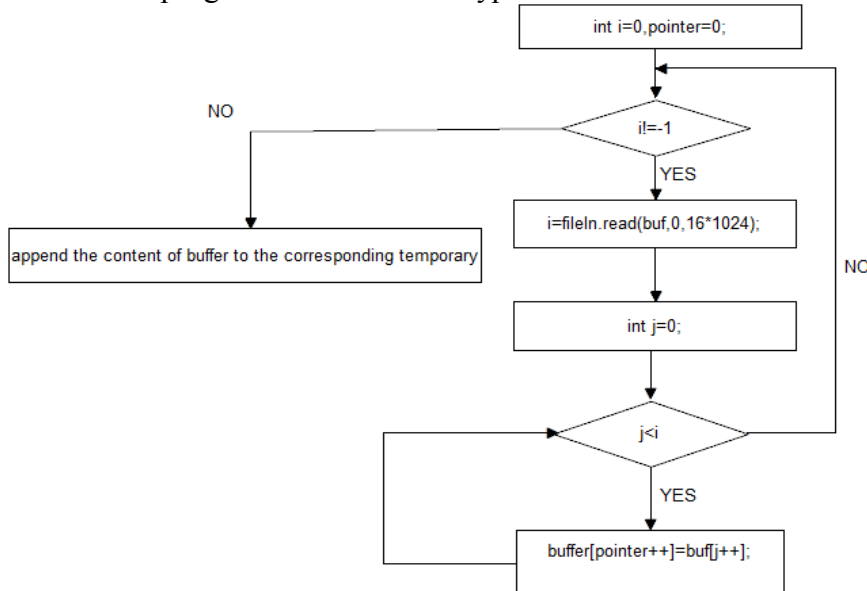 int i=0,pointer=0;
NO
i!=-1
YES
i=fileIn.read(buf,0,16*1024);
append the content of buffer to the corresponding temporary
NO
int j=0;
j<i
YES
buffer[pointer++]=buf[j++];